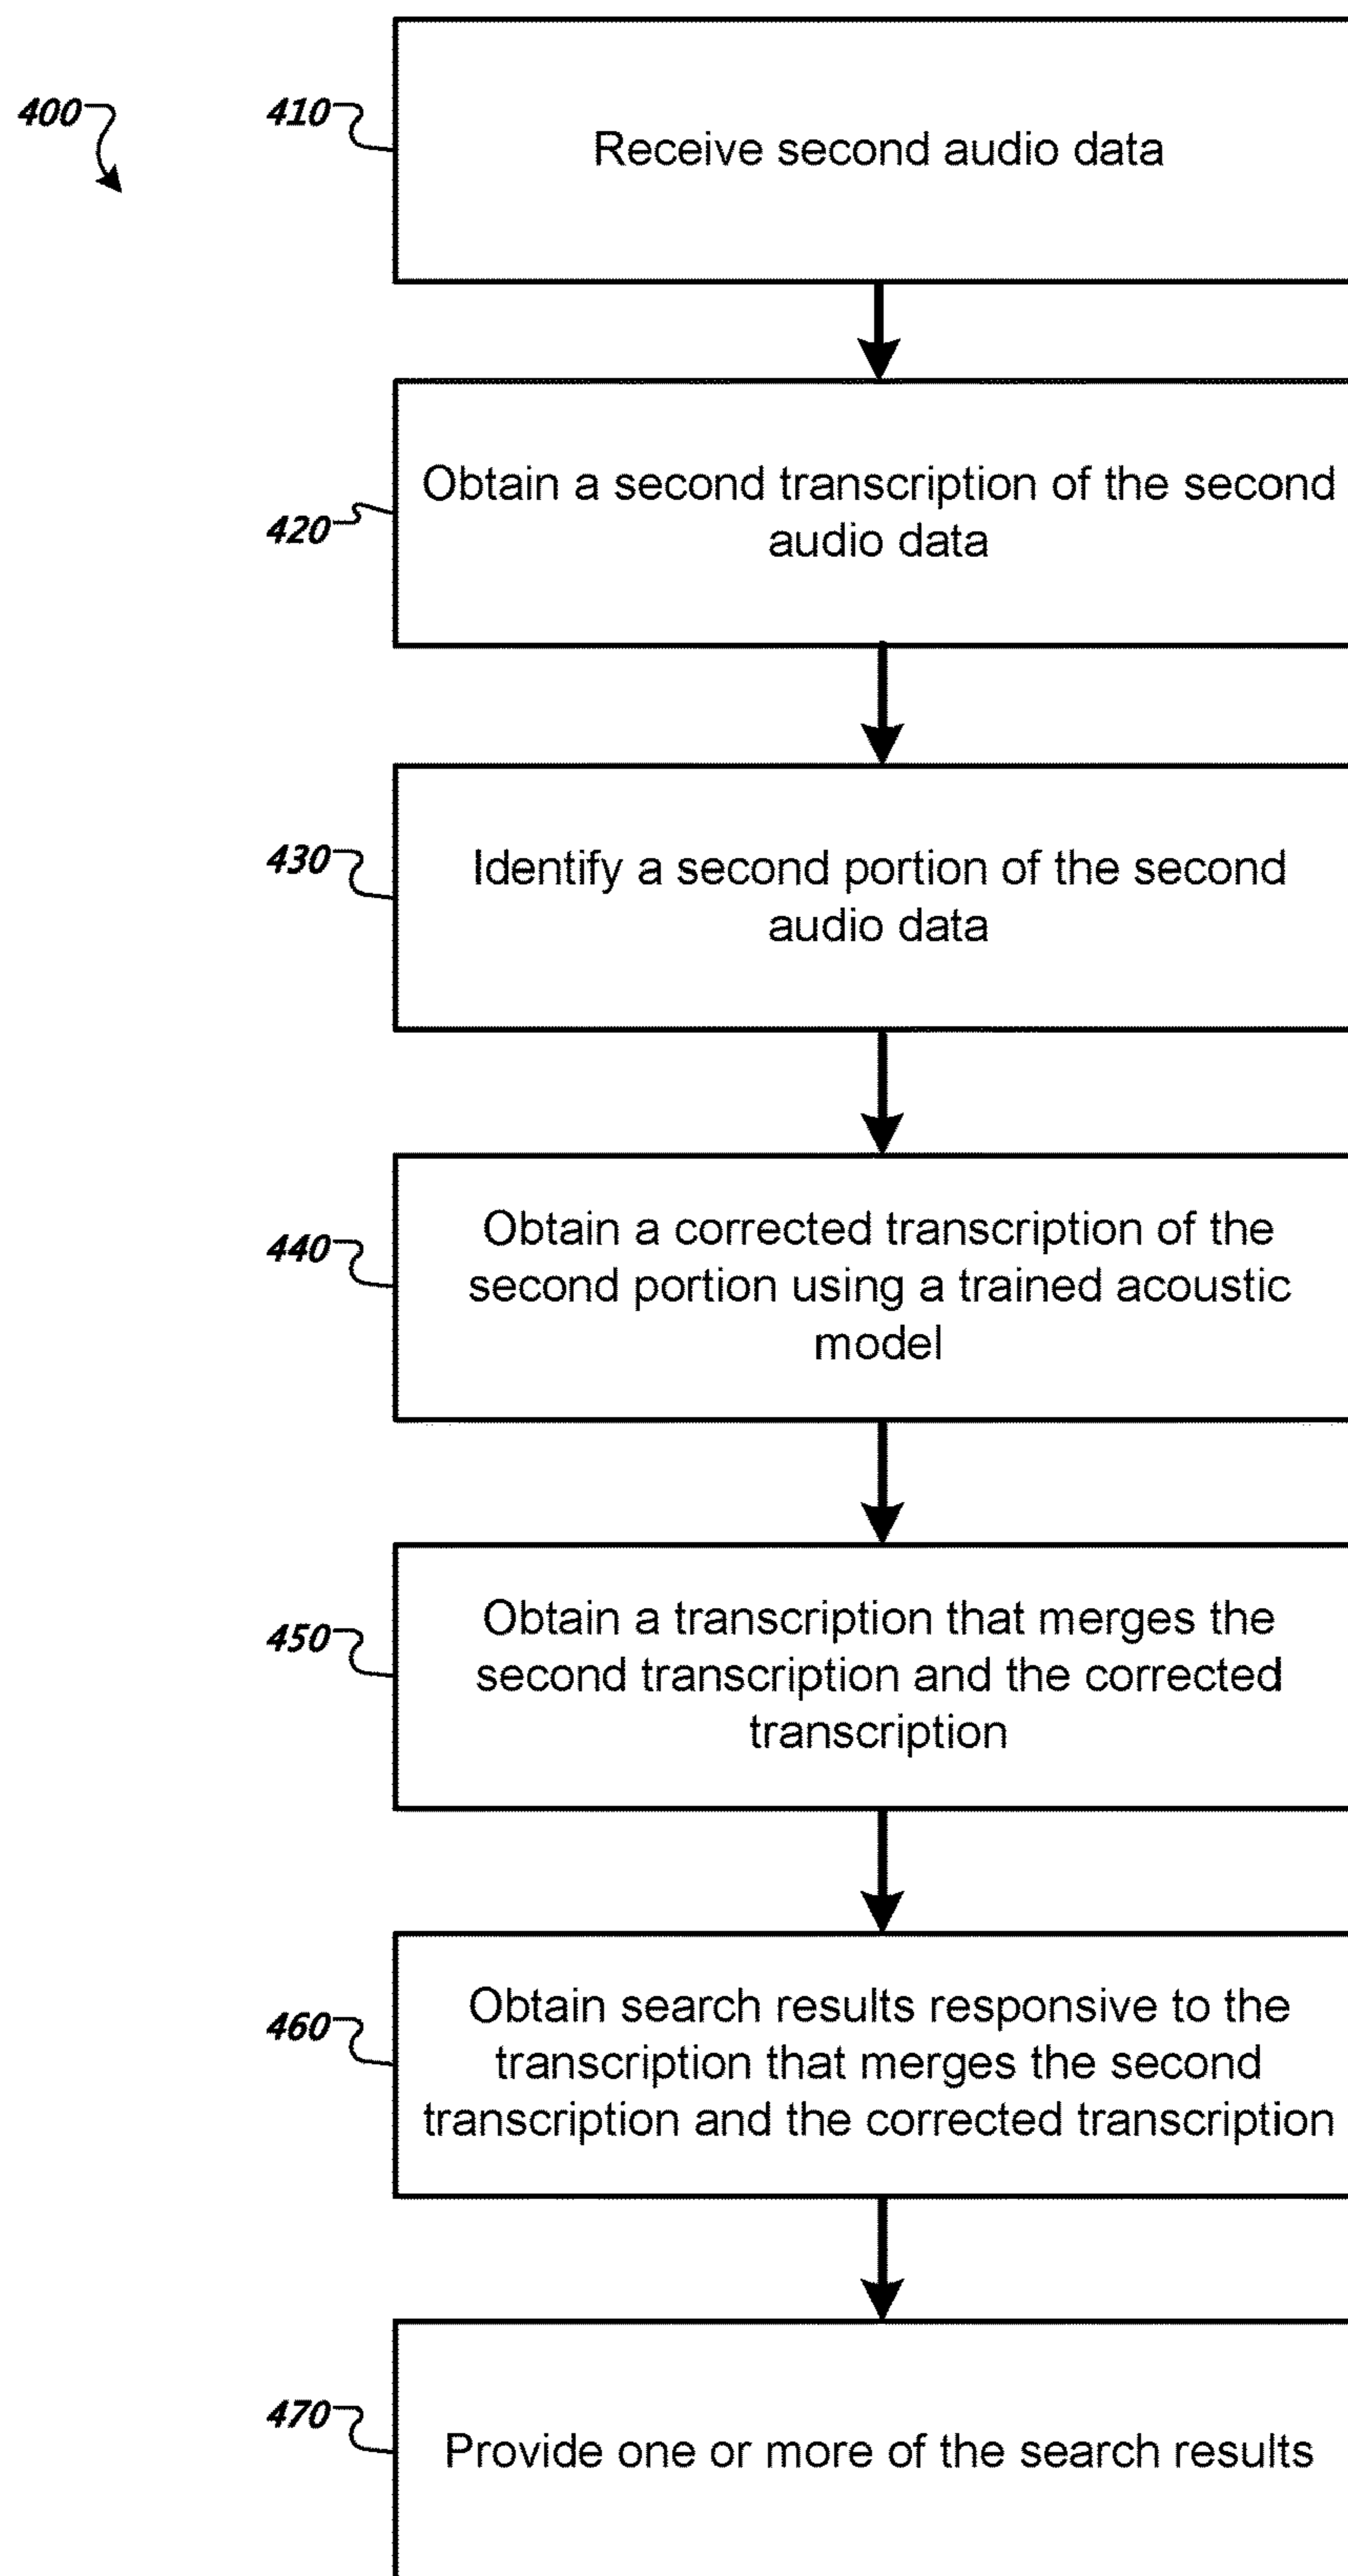 400
410
Receive second audio data
420
Obtain a second transcription of the second
audio data
430
Identify a second portion of the second
audio data
440
Obtain a corrected transcription of the
second portion using a trained acoustic
model
450
Obtain a transcription that merges the
second transcription and the corrected
transcription
460
Obtain search results responsive to the
transcription that merges the second
transcription and the corrected transcription
470
Provide one or more of the search results